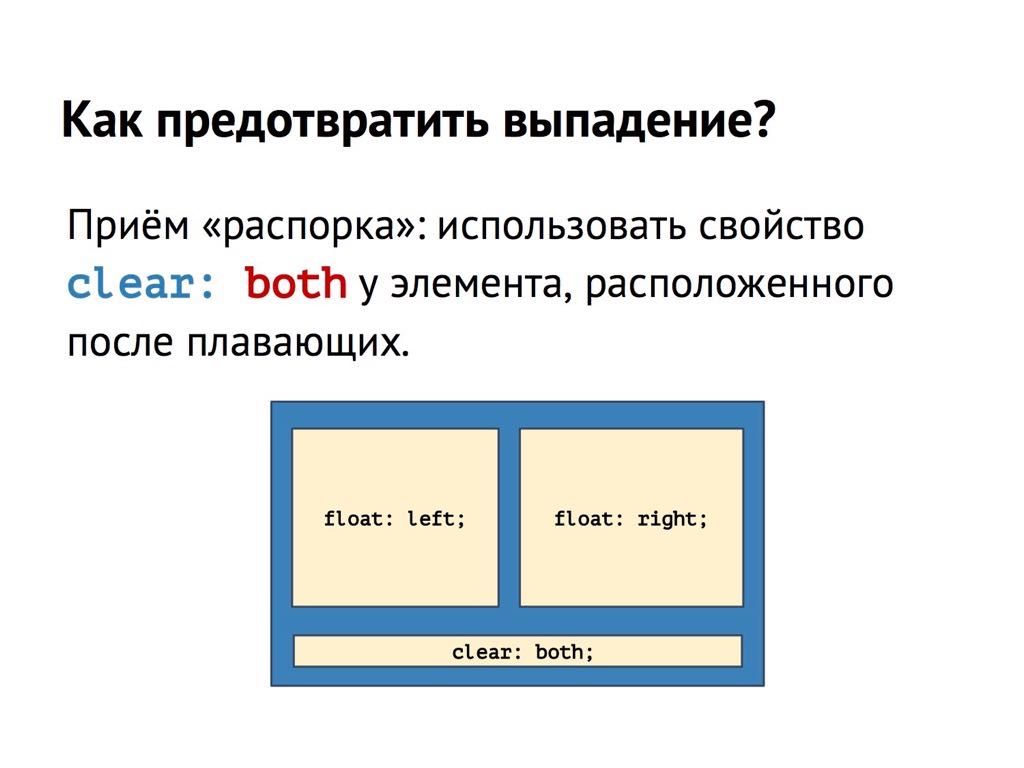 Как предотвратить выпадение?
Приём «распорка»: использовать свойство
clear: both у элемента, расположенного
после плавающих.
float: left;
float: right;
clear: both;